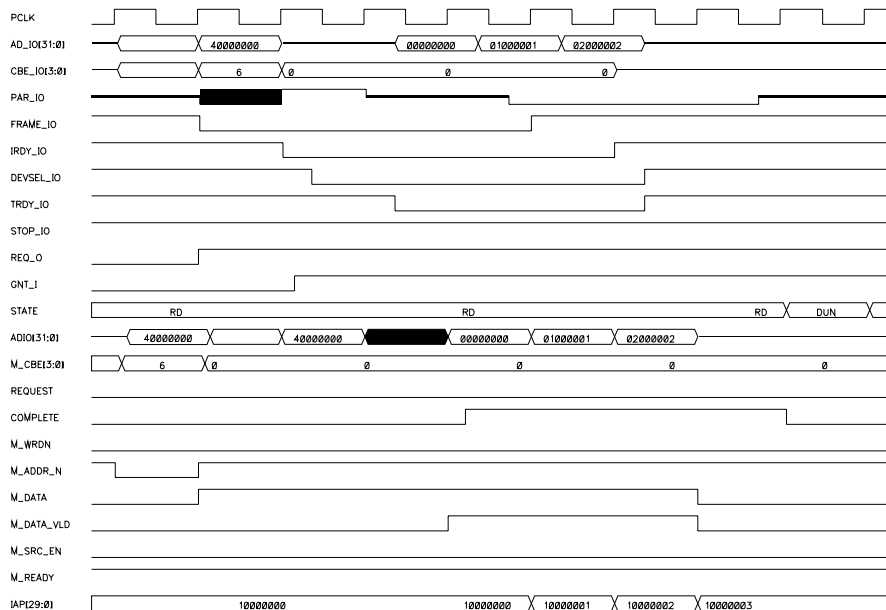 PCLK
AD_IO[31:0] 40000000 00000000 01000001 02000002
CBE_IO[3:0] 6 0 0 0
PAR_IO
FRAME_IO
IRDY_IO
DEVSEL_IO
TRDY_IO
STOP_IO
REQ_O
GNT_I
STATE RD RD RD DUN
ADIO[31:0] 40000000 40000000 00000000 01000001 02000002
M_CBE[3:0] 6 0 0 0 0 0
REQUEST
COMPLETE
M_WRDN
M_ADDR_N
M_DATA
M_DATA_VLD
M_SRC_EN
M_READY
IAP[29:0] 10000000 10000000 10000001 10000002 10000003